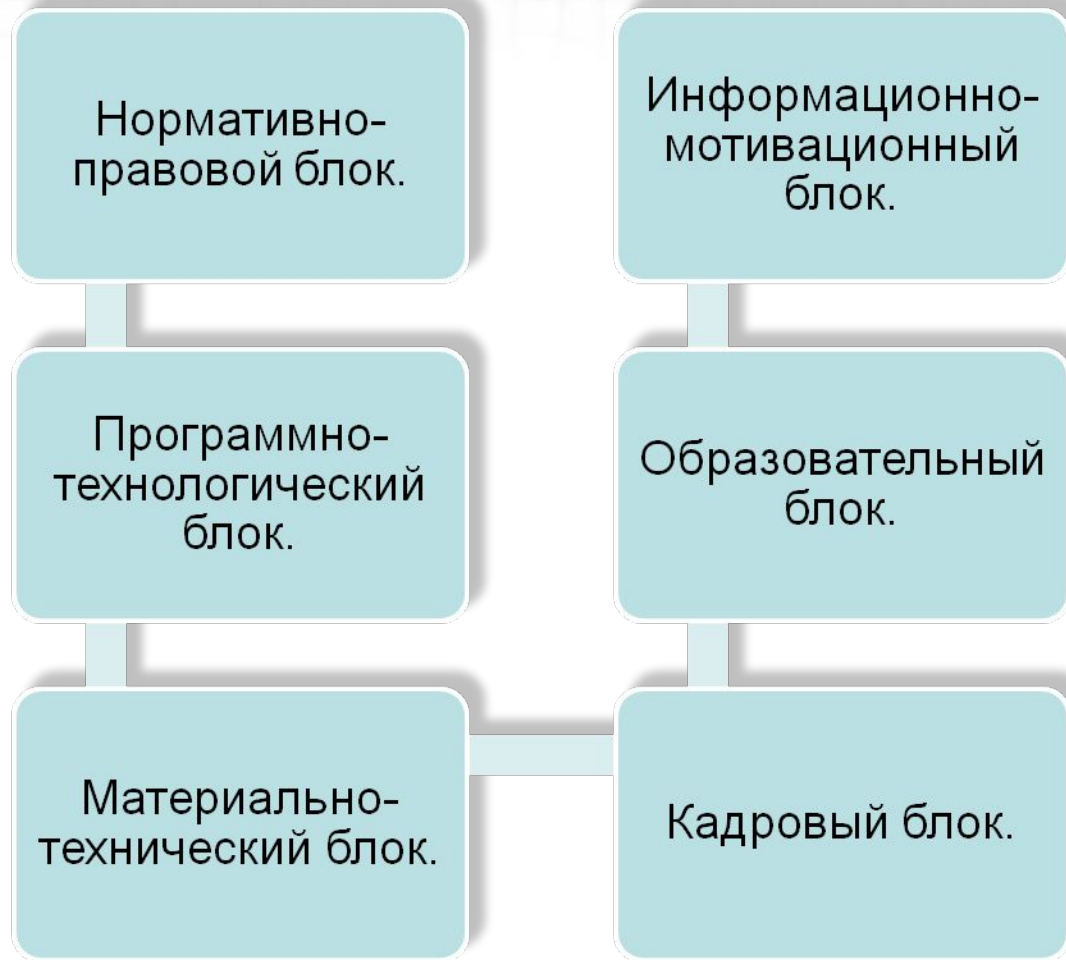 Нормативно-
правовой блок.
Программно-
технологический
блок.
Материально-
технический блок.
Кадровый блок.
Образовательный
блок.
Информационно-
мотивационный
блок.